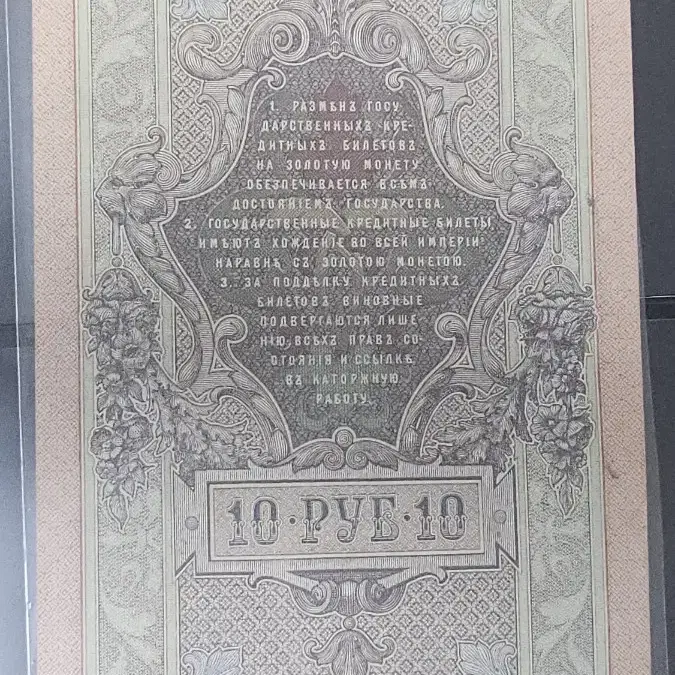 1. РАЗМѢНЪ ГОСУ
ДАРСТВЕННЫХЪ КРЕ-
ДИТНЫХЪ БИЛЕТОВЪ
НА ЗОЛОТУЮ МОНЕТУ
ОБЕЗПЕЧИВАЕТСЯ ВСѢМЪ
ДОСТОЯНІЕМЪ ГОСУДАРСТВА.
2. ГОСУДАРСТВЕННЫЕ КРЕДИТНЫЕ БИЛЕТЫ
ИМѢЮТЪ ХОЖДЕНІЕ ВО ВСЕЙ ИМПЕРІИ
НАРАВНѢ СЪ ЗОЛОТОЮ МОНЕТОЮ.
3. ЗА ПОДДѢЛКУ КРЕДИТНЫХЪ
БИЛЕТОВЪ ВИНОВНЫЕ
ПОДВЕРГАЮТСЯ ЛИШЕ
НІЮ ВСѢХЪ ПРАВЪ СО-
СТОЯНІЯ И ССЫЛКѢ
ВЪ КАТОРЖНУЮ
РАБОТУ.
10·РУБ·10